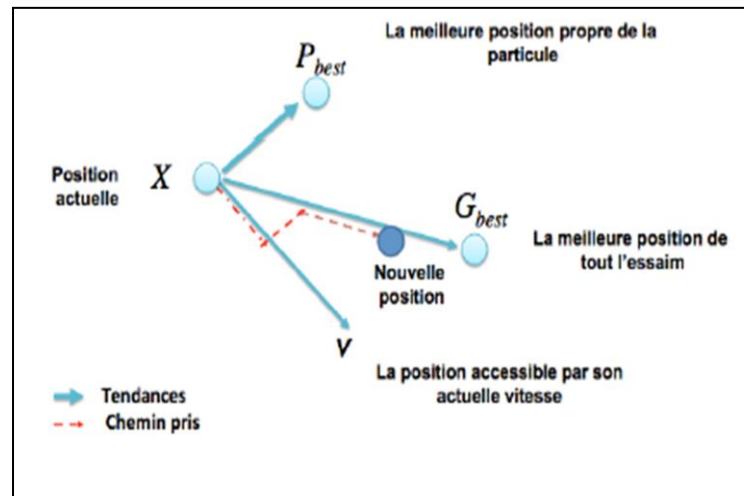 La meilleure position propre de la
particule
P_best
Position
actuelle
X
G_best
La meilleure position de
tout l'essaim
Nouvelle
position
V
La position accessible par son
actuelle vitesse
Tendances
Chemin pris